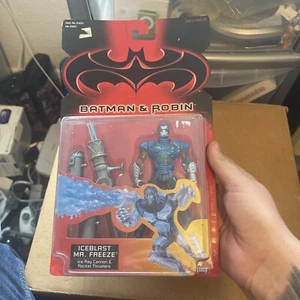 BATMAN & ROBIN
ICEBLAST
MR. FREEZE
Ice Ray Cannon &
Rocket Thrusters